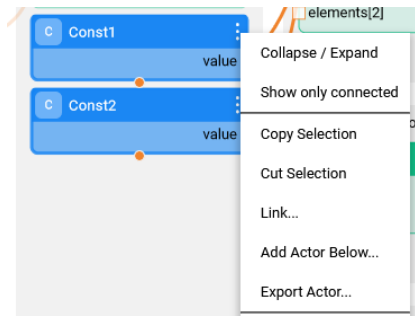 elements[2]
C Const1
value
C Const2
value
Collapse / Expand
Show only connected
Copy Selection
Cut Selection
Link...
Add Actor Below...
Export Actor...